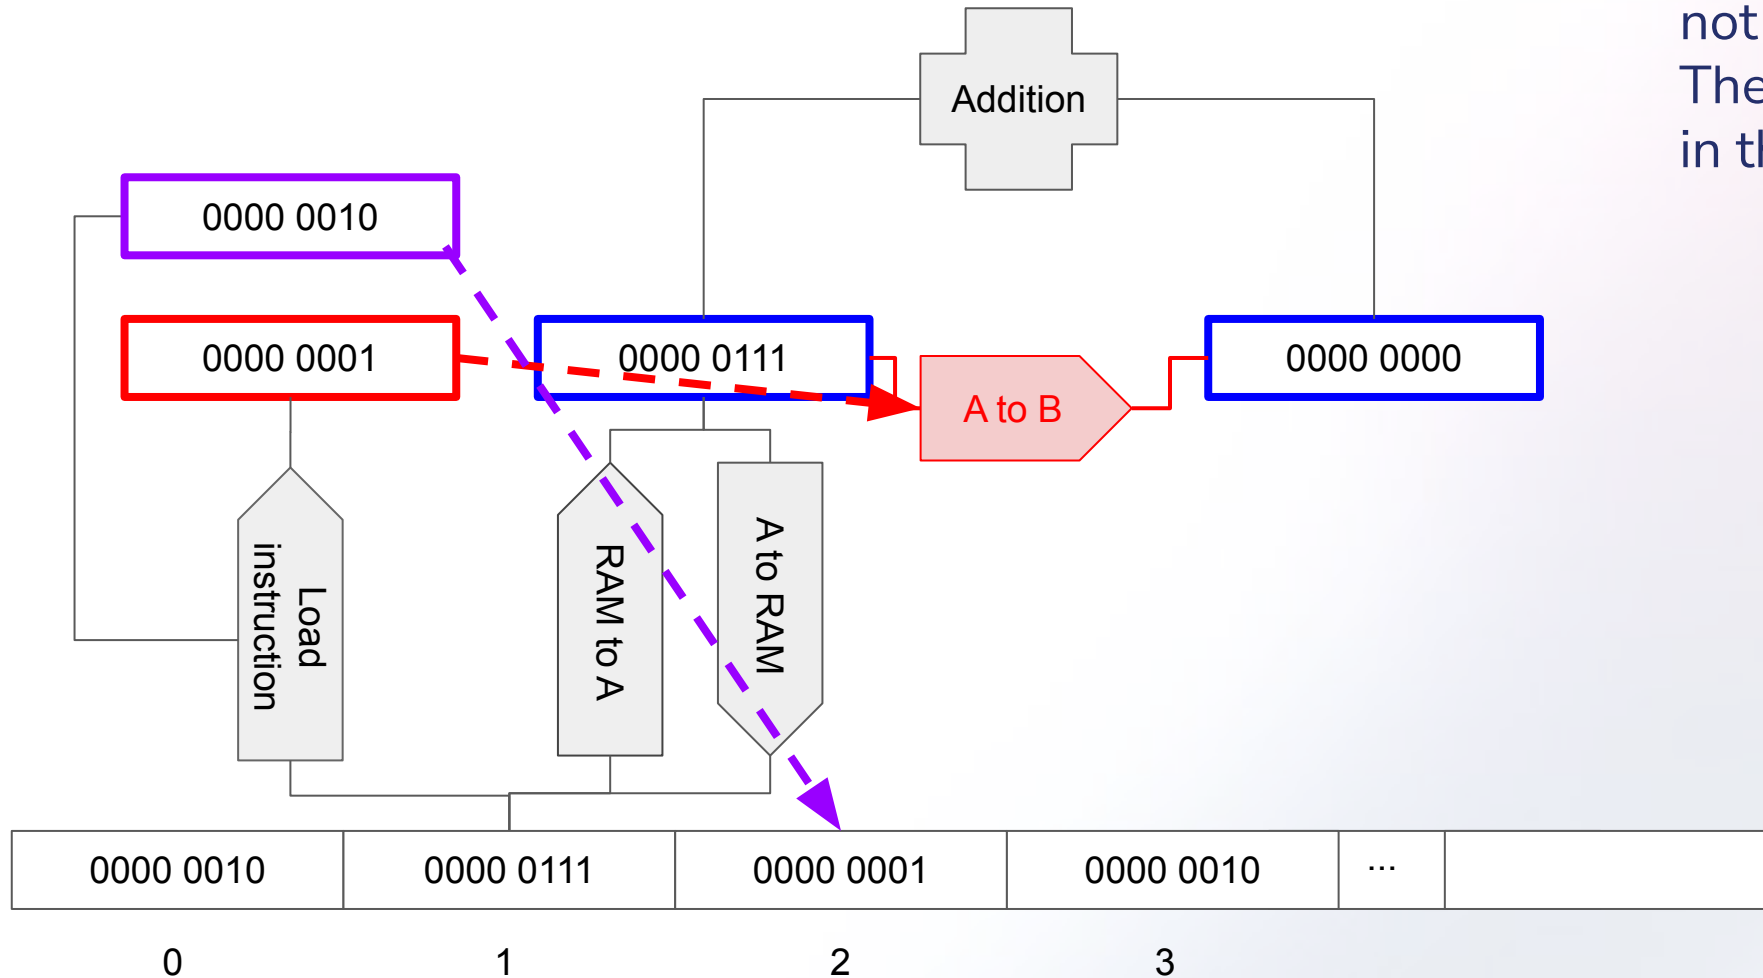 not
The
in th
Addition
0000 0010
0000 0001
0000 0111
0000 0000
A to B
Load
instruction
RAM to A
A to RAM
0000 0010
0000 0111
0000 0001
0000 0010
...
0
1
2
3